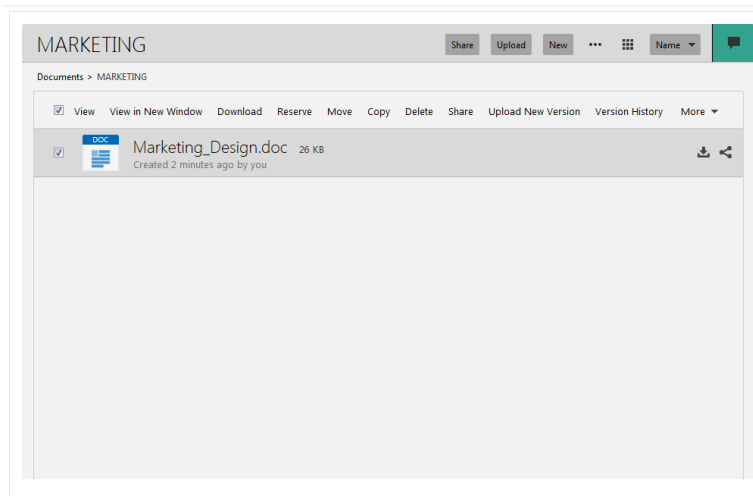 MARKETING
Share Upload New Name
Documents > MARKETING
View View in New Window Download Reserve Move Copy Delete Share Upload New Version Version History More
DOC
Marketing_Design.doc 26 KB
Created 2 minutes ago by you